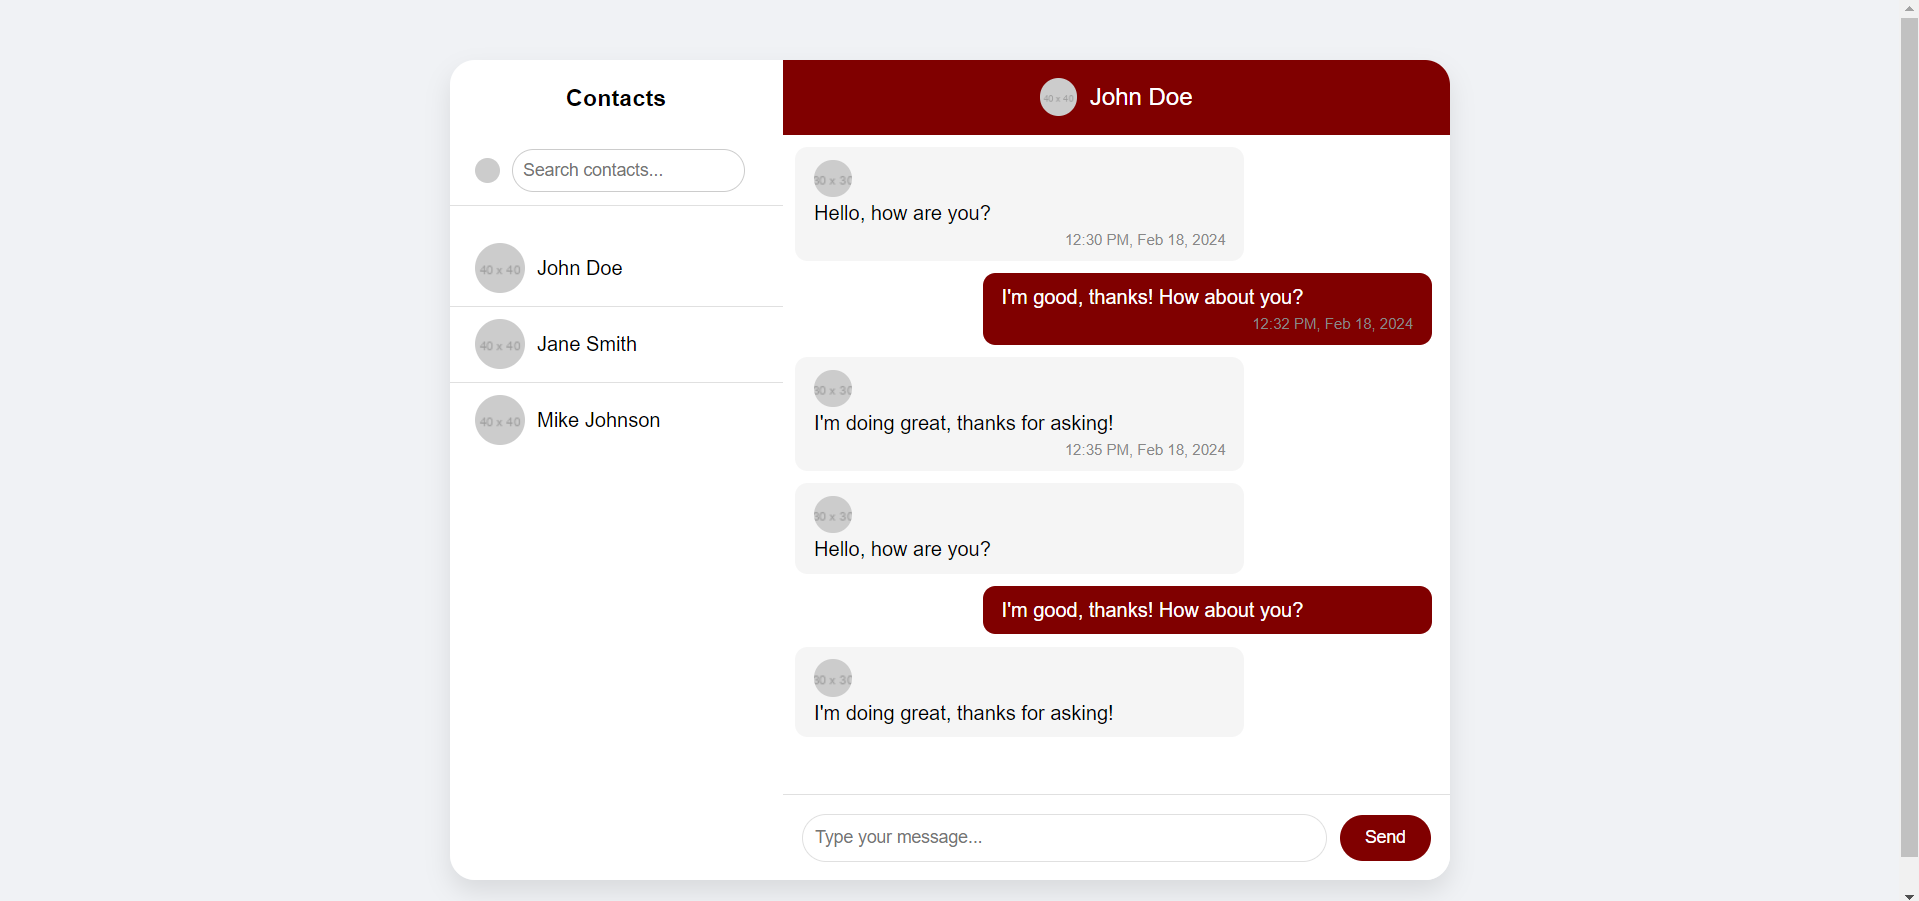 Contacts
Search contacts...
40 x 40
John Doe
40 x 40
Jane Smith
40 x 40
Mike Johnson
40 x 40
John Doe
30 x 30
Hello, how are you?
12:30 PM, Feb 18, 2024
I'm good, thanks! How about you?
12:32 PM, Feb 18, 2024
30 x 30
I'm doing great, thanks for asking!
12:35 PM, Feb 18, 2024
30 x 30
Hello, how are you?
I'm good, thanks! How about you?
30 x 30
I'm doing great, thanks for asking!
Type your message...
Send